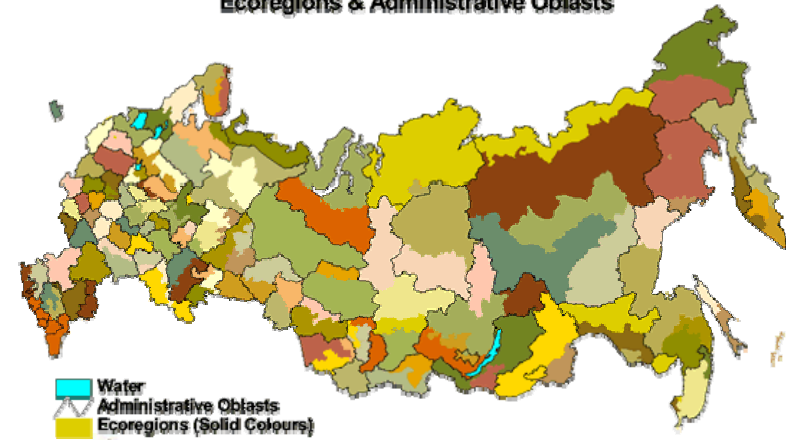 Ecoregions & Administrative Oblasts
Water
Administrative Oblasts
Ecoregions (Solid Colours)